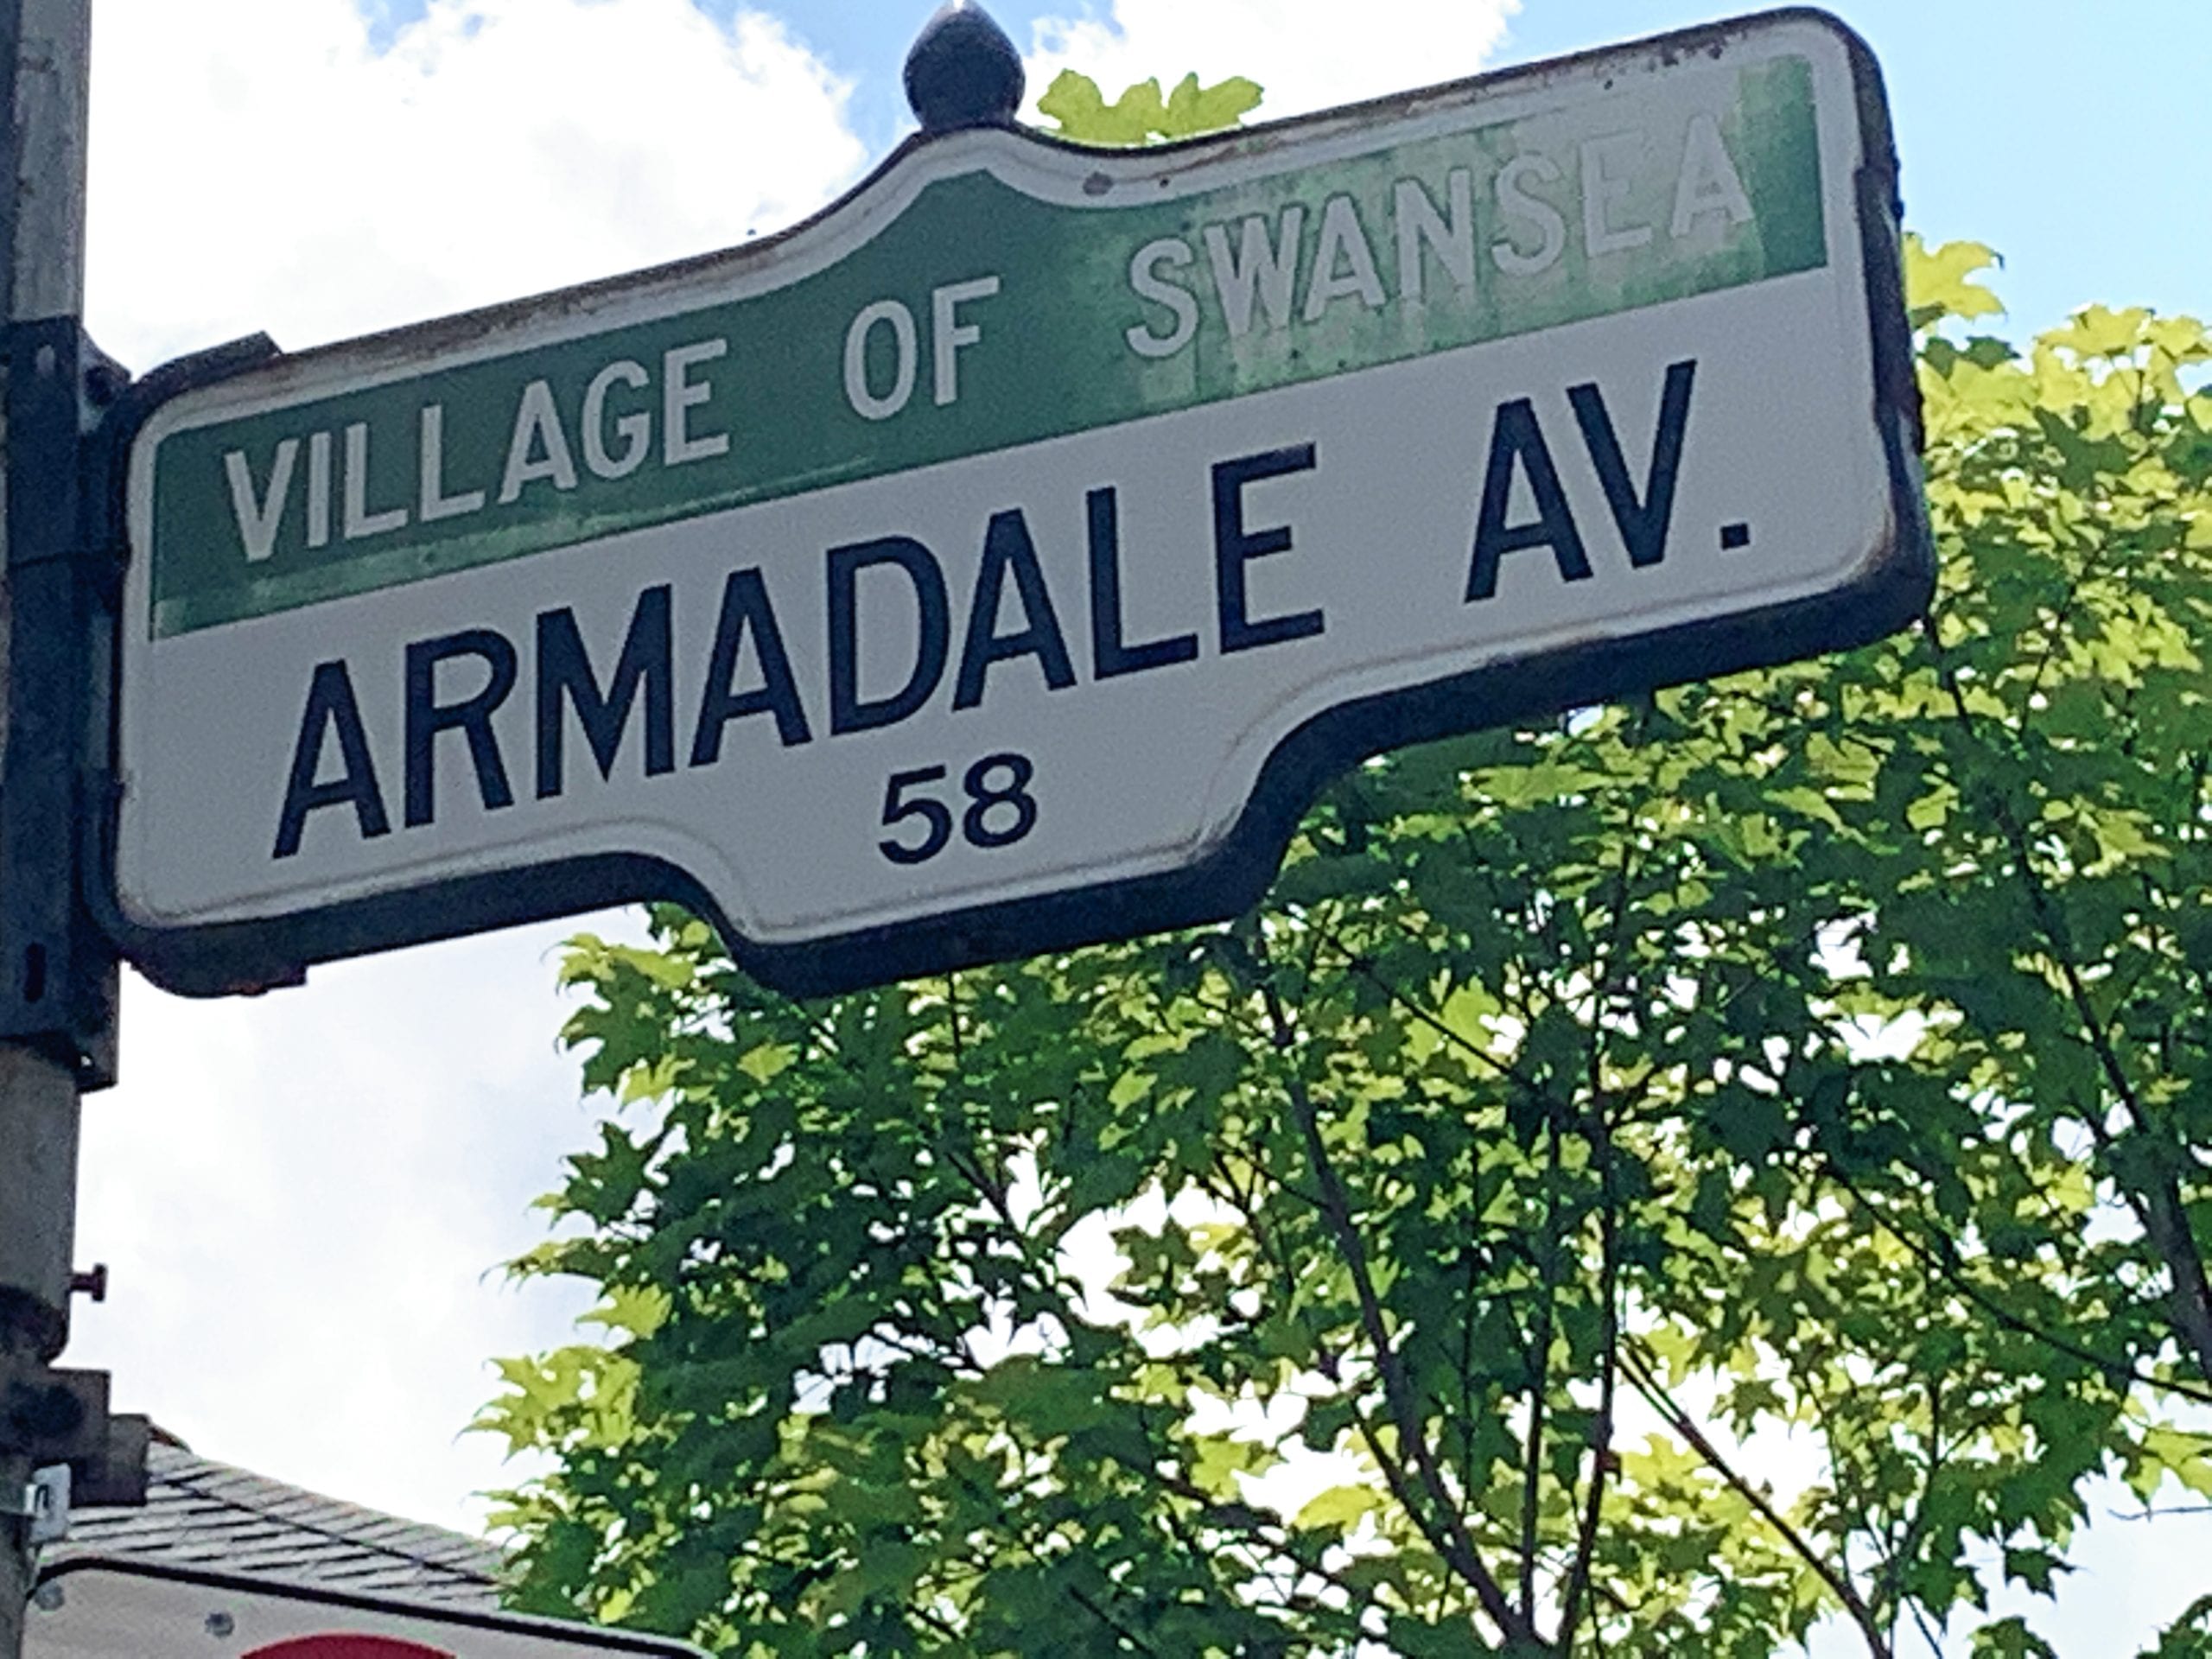 VILLAGE OF SWANSEA
ARMADALE AV.
58